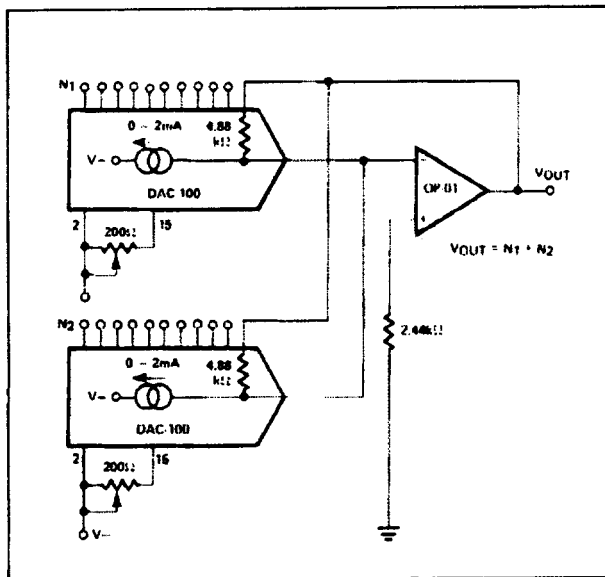 N1
0 – 2mA
4.88
kΩ
V–
DAC 100
2
15
200Ω
OP-01
–
+
VOUT
VOUT = N1 + N2
2.44kΩ
N2
0 – 2mA
4.88
kΩ
V–
DAC-100
2
16
200Ω
V–